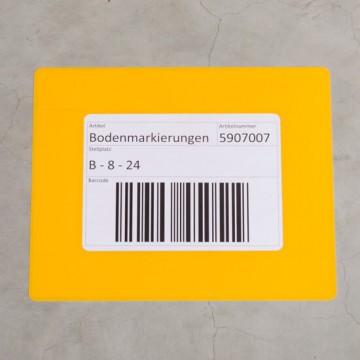 Artikel Artikelnummer
Bodenmarkierungen 5907007
Stellplatz
B - 8 - 24
Barcode